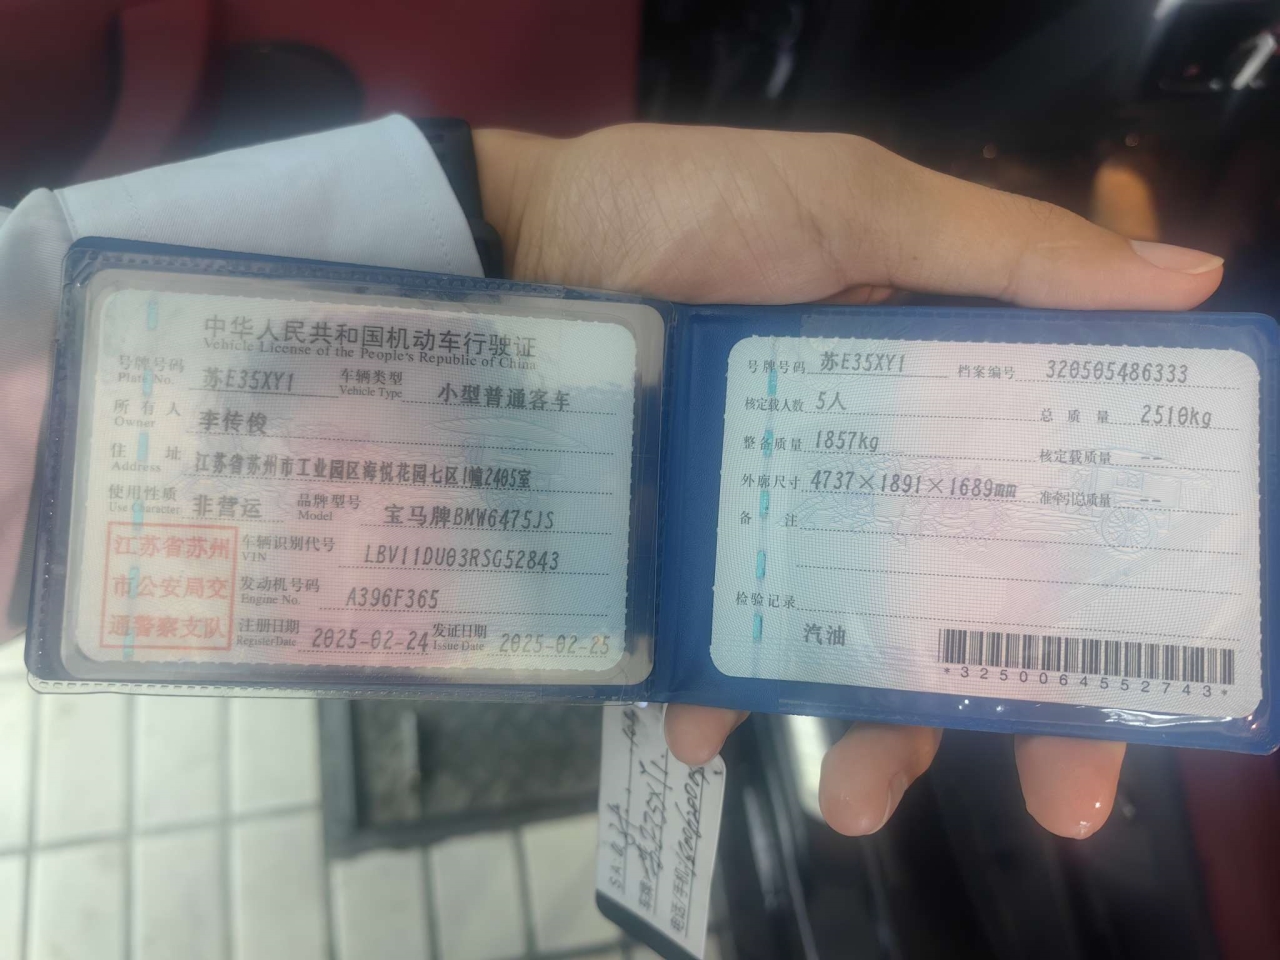 中华人民共和国机动车行驶证
Vehicle License of the People's Republic of China
号牌号码 Plate No. 苏E35XY1 车辆类型 Vehicle Type 小型普通客车
所有人 Owner 李传俊
住址 Address 江苏省苏州市工业园区海悦花园七区1幢2405室
使用性质 Use Character 非营运 品牌型号 Model 宝马牌BMW6475JS
江苏省苏州
市公安局交
通警察支队
车辆识别代号 VIN LBV11DU03RSG52843
发动机号码 Engine No. A396F365
注册日期 Register Date 2025-02-24 发证日期 Issue Date 2025-02-25
号牌号码 苏E35XY1 档案编号 320505486333
核定载人数 5人 总质量 2510kg
整备质量 1857kg 核定载质量 --
外廓尺寸 4737×1891×1689mm 准牵引总质量 --
备注
检验记录
汽油
*3250064552743*
车牌
电话/手机